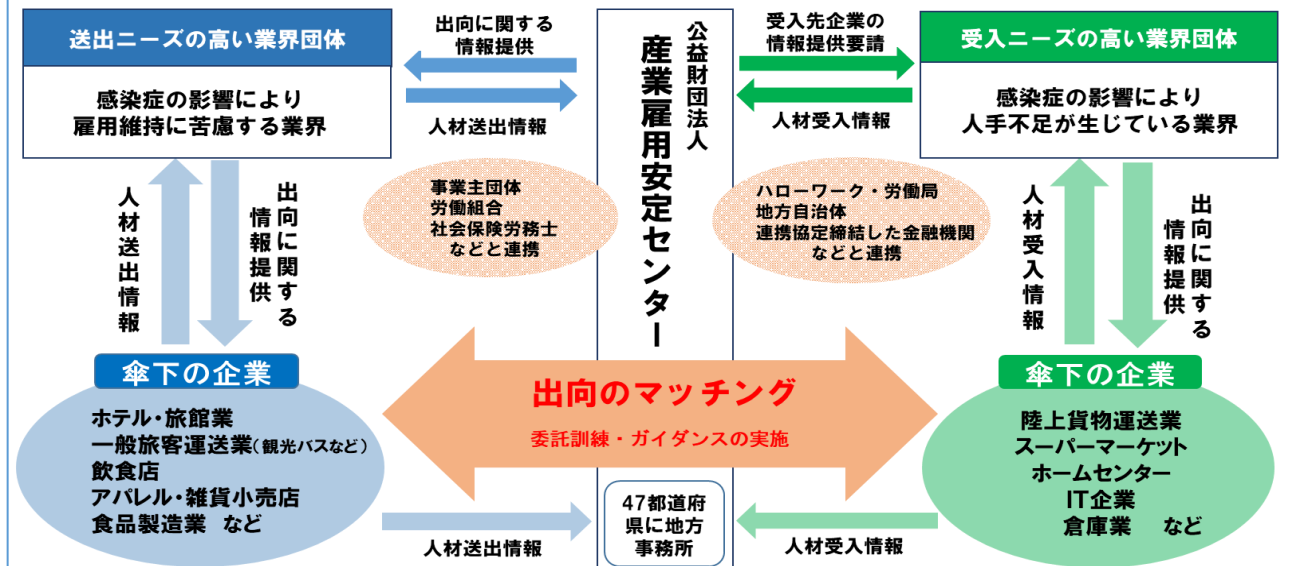 送出ニーズの高い業界団体
感染症の影響により
雇用維持に苦慮する業界
出向に関する
情報提供
人材送出情報
公益財団法人
産業雇用安定センター
受入先企業の
情報提供要請
人材受入情報
受入ニーズの高い業界団体
感染症の影響により
人手不足が生じている業界
人材送出情報
出向に関する
情報提供
事業主団体
労働組合
社会保険労務士
などと連携
ハローワーク・労働局
地方自治体
連携協定締結した金融機関
などと連携
人材受入情報
出向に関する
情報提供
傘下の企業
ホテル・旅館業
一般旅客運送業(観光バスなど)
飲食店
アパレル・雑貨小売店
食品製造業 など
出向のマッチング
委託訓練・ガイダンスの実施
傘下の企業
陸上貨物運送業
スーパーマーケット
ホームセンター
IT企業
倉庫業 など
人材送出情報
47都道府
県に地方
事務所
人材受入情報